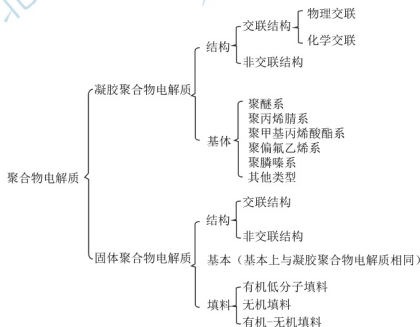 物理交联
交联结构
化学交联
结构
非交联结构
凝胶聚合物电解质
聚醚系
聚丙烯腈系
聚甲基丙烯酸酯系
基体
聚偏氟乙烯系
聚膦嗪系
其他类型
聚合物电解质
交联结构
结构
非交联结构
固体聚合物电解质
基本（基本上与凝胶聚合物电解质相同）
有机低分子填料
填料
无机填料
有机-无机填料